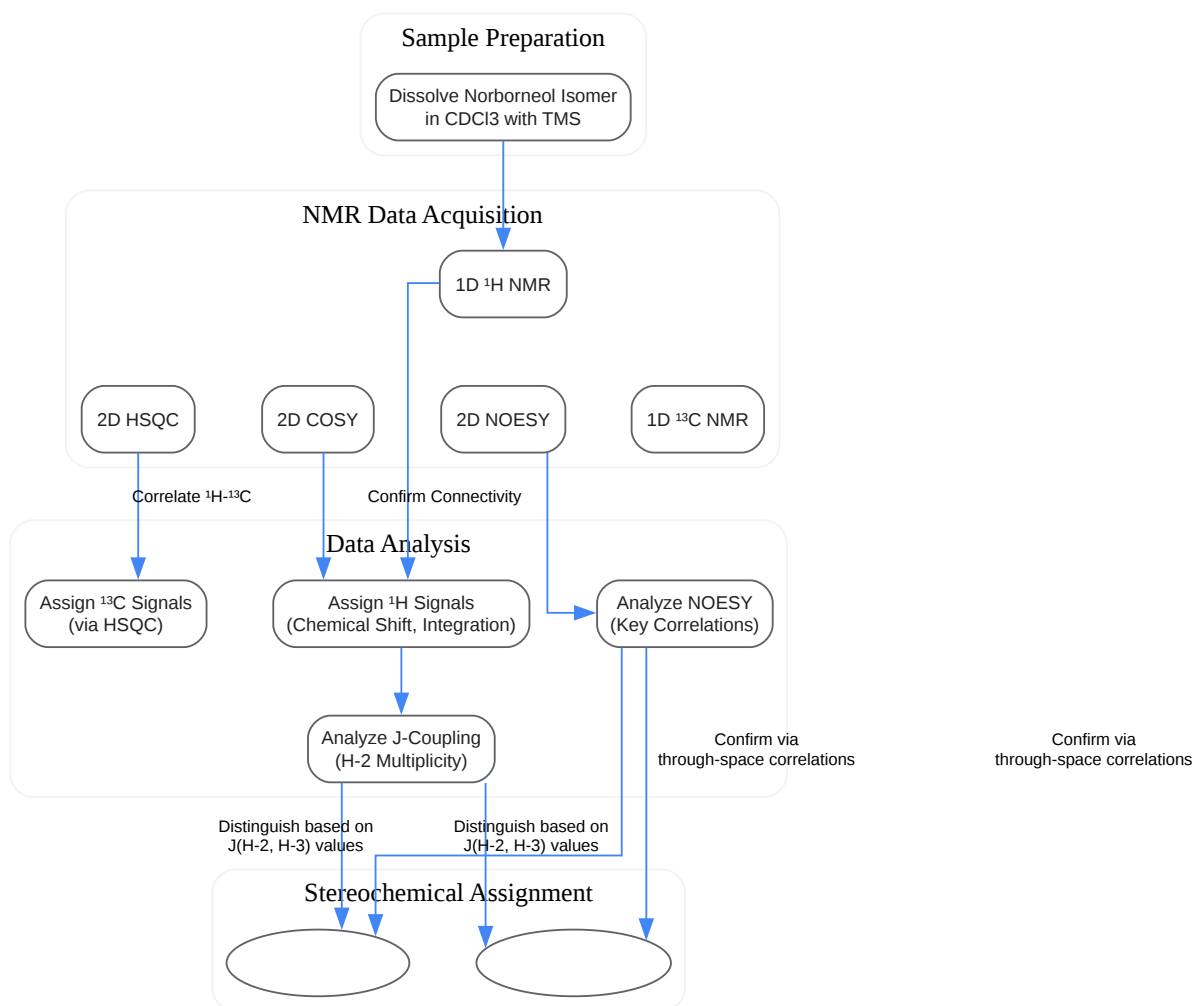 Sample Preparation
Dissolve Norborneol Isomer
in CDCl3 with TMS
NMR Data Acquisition
1D ¹H NMR
2D HSQC
2D COSY
2D NOESY
1D ¹³C NMR
Correlate ¹H-¹³C
Confirm Connectivity
Data Analysis
Assign ¹³C Signals
(via HSQC)
Assign ¹H Signals
(Chemical Shift, Integration)
Analyze NOESY
(Key Correlations)
Analyze J-Coupling
(H-2 Multiplicity)
Confirm via
through-space correlations
Confirm via
through-space correlations
Distinguish based on
J(H-2, H-3) values
Distinguish based on
J(H-2, H-3) values
Stereochemical Assignment